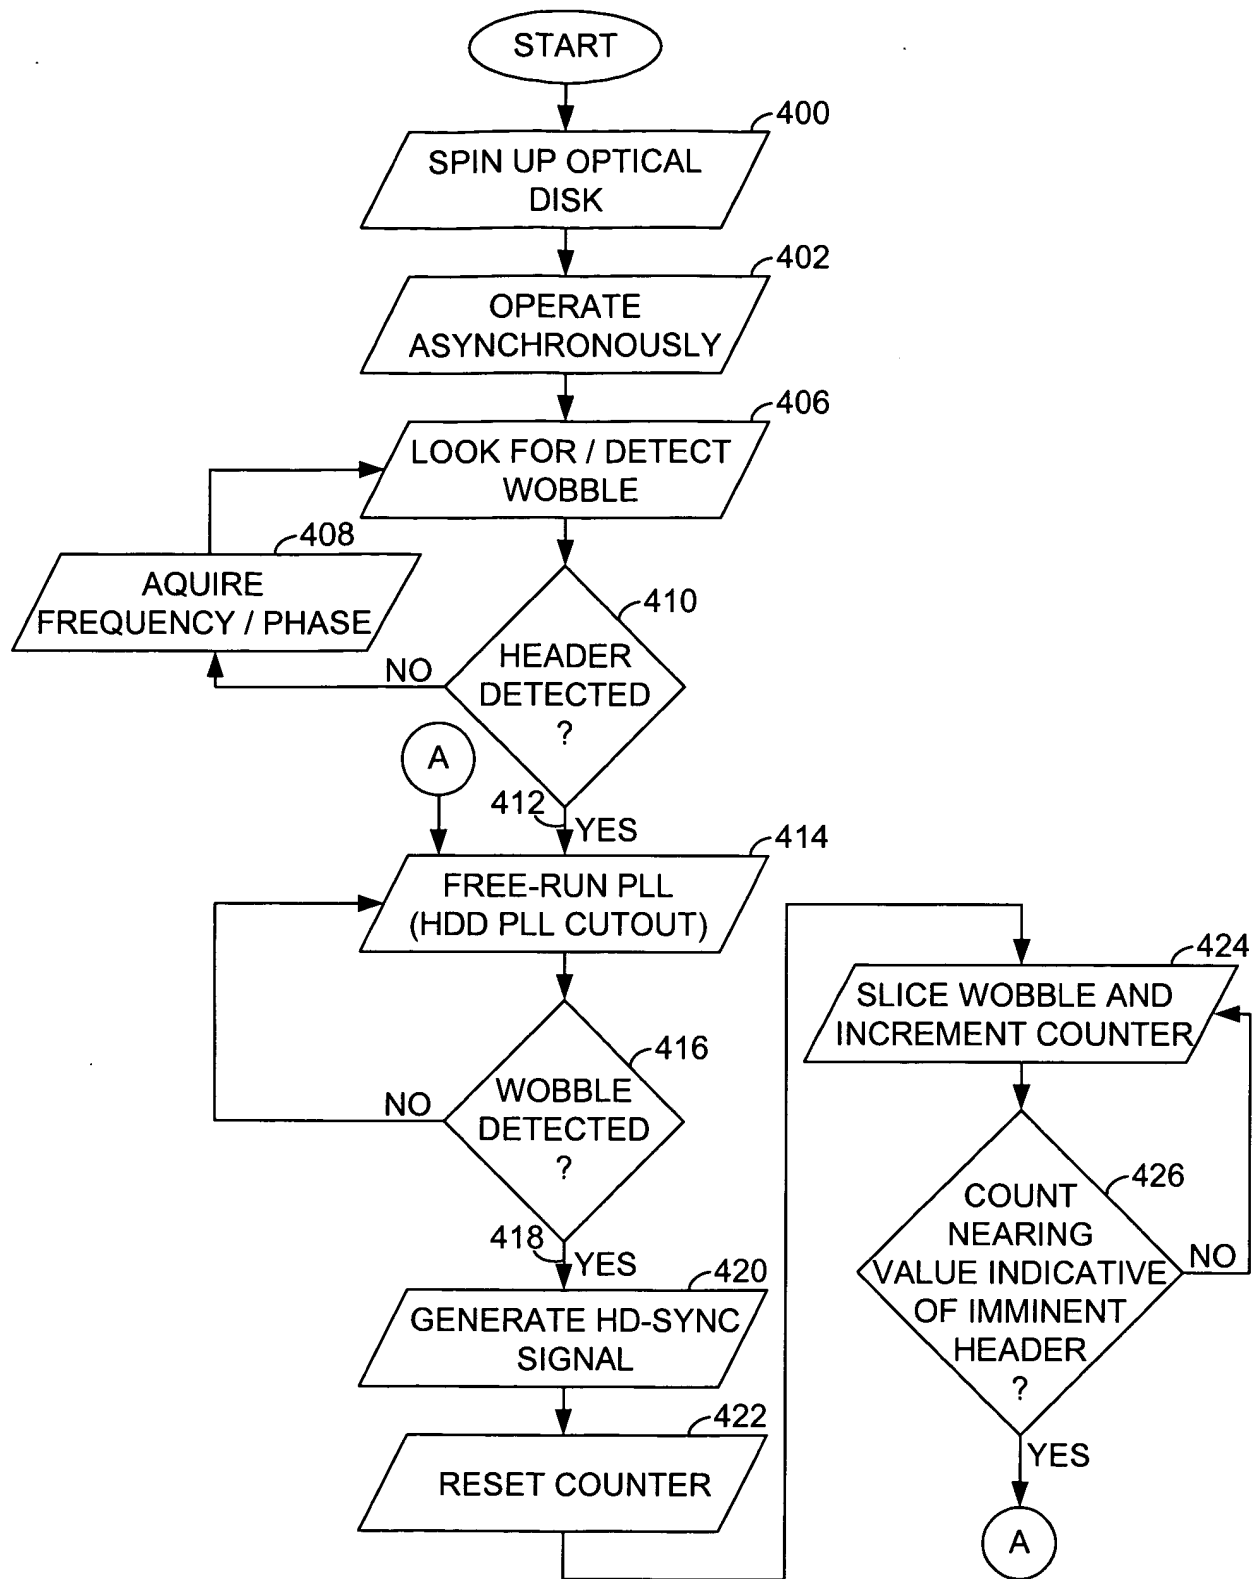 START
400
SPIN UP OPTICAL
DISK
402
OPERATE
ASYNCHRONOUSLY
406
LOOK FOR / DETECT
WOBBLE
408
AQUIRE
FREQUENCY / PHASE
410
HEADER
DETECTED
?
NO
A
412
YES
414
FREE-RUN PLL
(HDD PLL CUTOUT)
416
WOBBLE
DETECTED
?
NO
418
YES
420
GENERATE HD-SYNC
SIGNAL
422
RESET COUNTER
424
SLICE WOBBLE AND
INCREMENT COUNTER
426
COUNT
NEARING
VALUE INDICATIVE
OF IMMINENT
HEADER
?
NO
YES
A